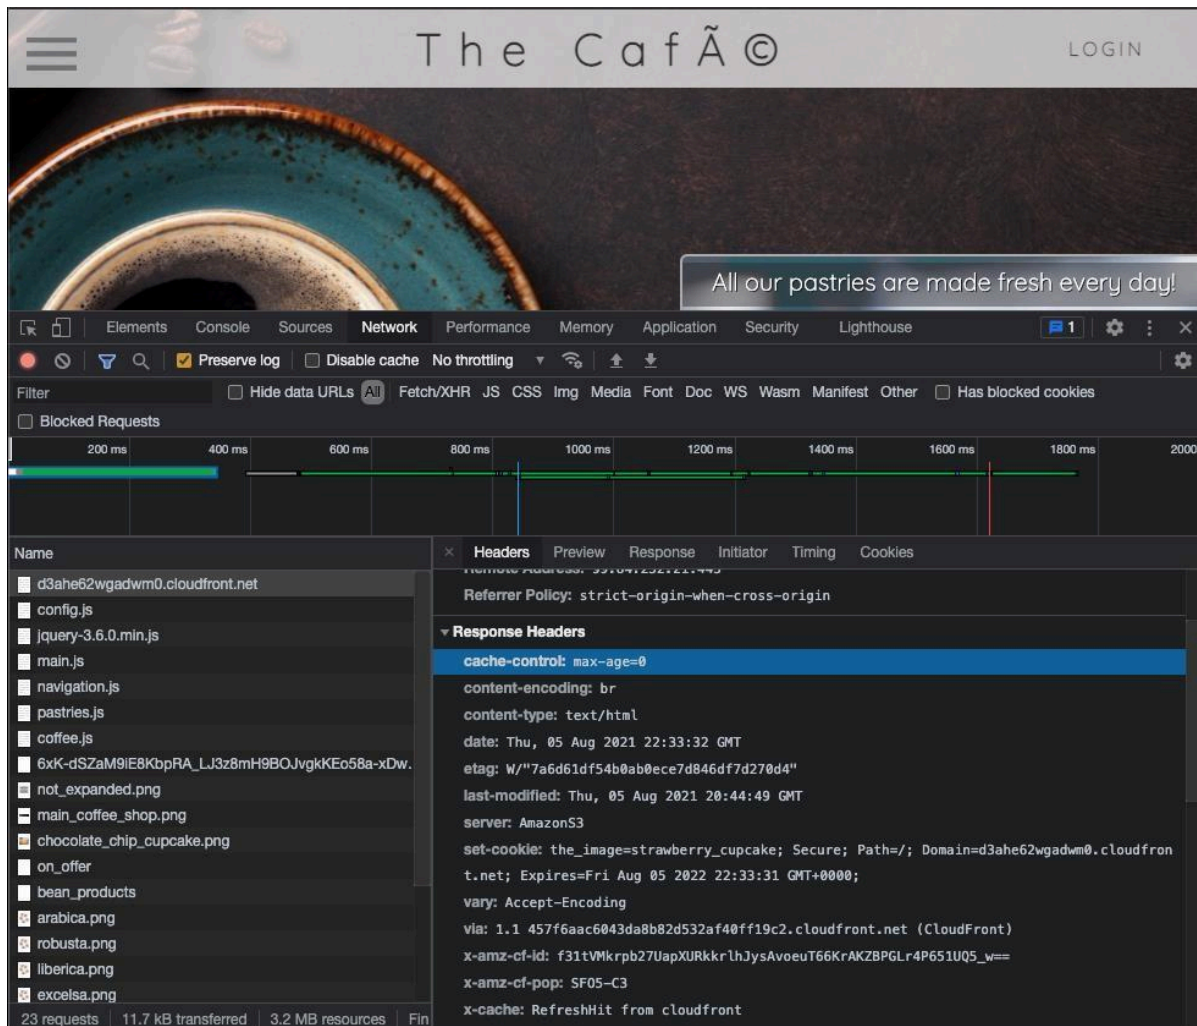 The CafÃ©
LOGIN
All our pastries are made fresh every day!
Elements Console Sources Network Performance Memory Application Security Lighthouse 1
Preserve log Disable cache No throttling
Filter Hide data URLs All Fetch/XHR JS CSS Img Media Font Doc WS Wasm Manifest Other Has blocked cookies
Blocked Requests
200 ms 400 ms 600 ms 800 ms 1000 ms 1200 ms 1400 ms 1600 ms 1800 ms 2000
Name
d3ahe62wgadwm0.cloudfront.net
config.js
jquery-3.6.0.min.js
main.js
navigation.js
pastries.js
coffee.js
6xK-dSZaM9iE8KbpRA_LJ3z8mH9BOJvgkKEo58a-xDw.
not_expanded.png
main_coffee_shop.png
chocolate_chip_cupcake.png
on_offer
bean_products
arabica.png
robusta.png
liberica.png
excelsa.png
23 requests 11.7 kB transferred 3.2 MB resources Fin
Headers Preview Response Initiator Timing Cookies
Remote Address: 99.84.232.21:443
Referrer Policy: strict-origin-when-cross-origin
Response Headers
cache-control: max-age=0
content-encoding: br
content-type: text/html
date: Thu, 05 Aug 2021 22:33:32 GMT
etag: W/"7a6d61df54b0ab0ece7d846df7d270d4"
last-modified: Thu, 05 Aug 2021 20:44:49 GMT
server: AmazonS3
set-cookie: the_image=strawberry_cupcake; Secure; Path=/; Domain=d3ahe62wgadwm0.cloudfron
t.net; Expires=Fri Aug 05 2022 22:33:31 GMT+0000;
vary: Accept-Encoding
via: 1.1 457f6aac6043da8b82d532af40ff19c2.cloudfront.net (CloudFront)
x-amz-cf-id: f31tVMkrpb27UapXURkkrlhJysAvoeuT66KrAKZBPGLr4P651UQ5_w==
x-amz-cf-pop: SFO5-C3
x-cache: RefreshHit from cloudfront